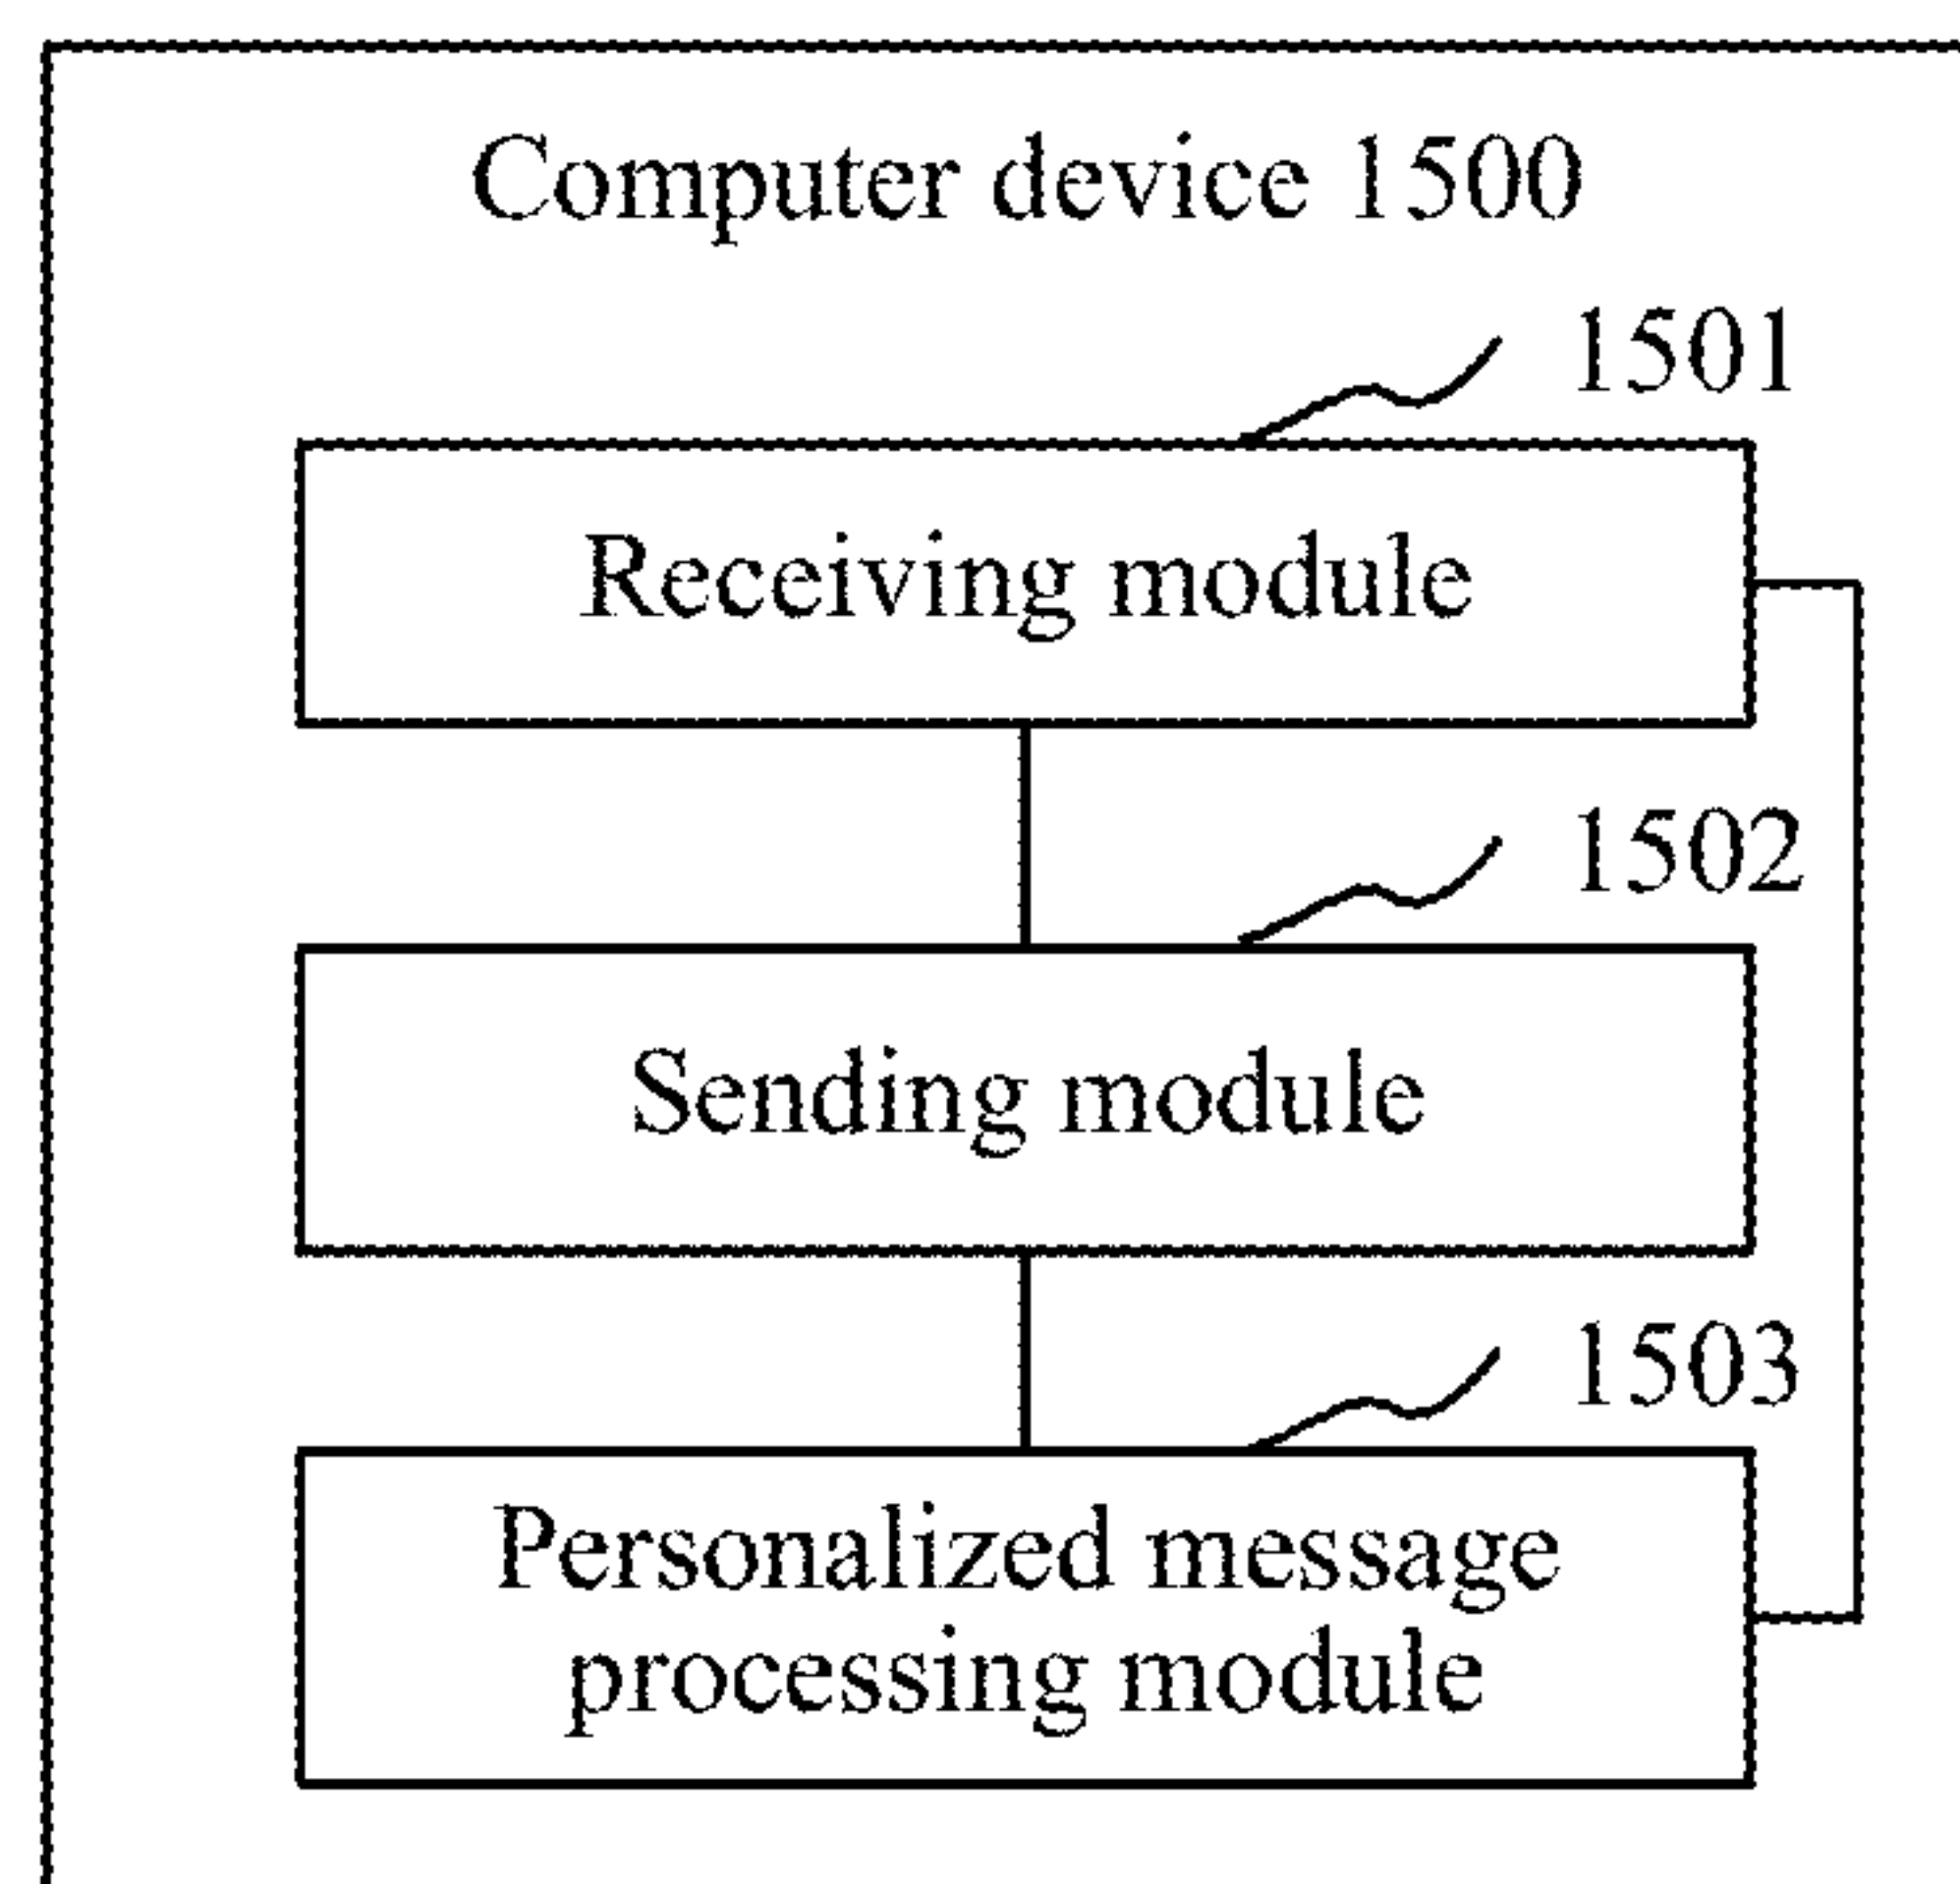 Computer device 1500
1501
Receiving module
1502
Sending module
1503
Personalized message
processing module